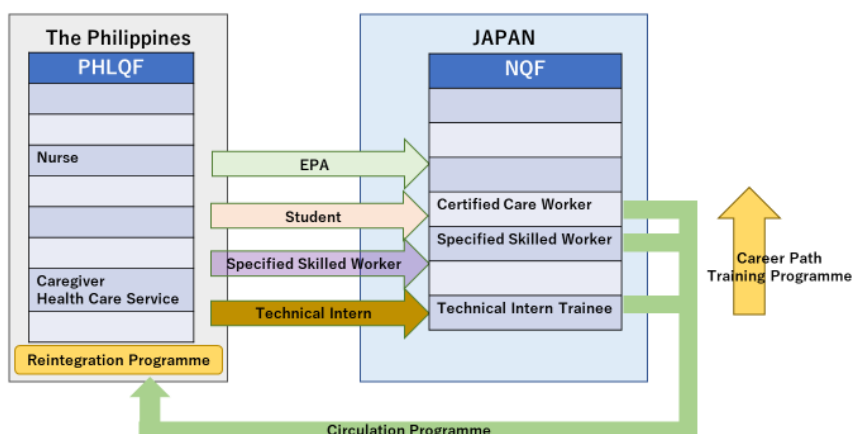 The Philippines
PHLQF
Nurse
Caregiver
Health Care Service
Reintegration Programme
EPA
Student
Specified Skilled Worker
Technical Intern
JAPAN
NQF
Certified Care Worker
Specified Skilled Worker
Technical Intern Trainee
Career Path
Training Programme
Circulation Programme